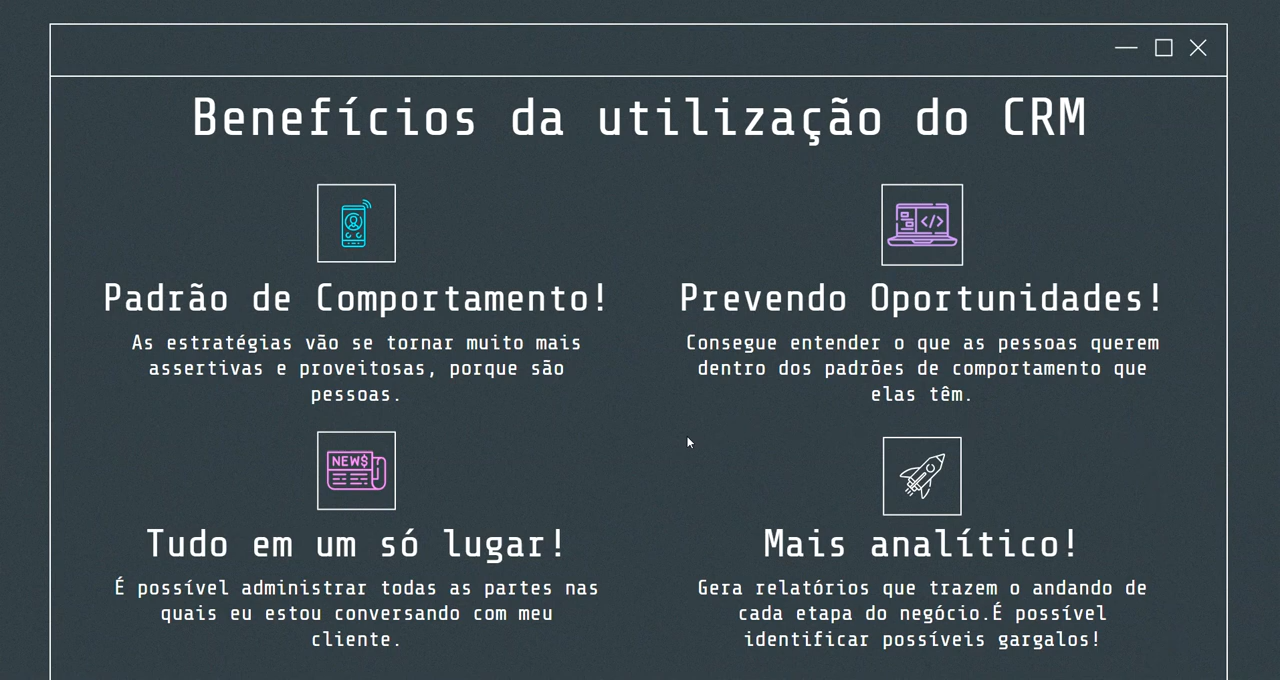 Benefícios da utilização do CRM
Padrão de Comportamento!
As estratégias vão se tornar muito mais
assertivas e proveitosas, porque são
pessoas.
Prevendo Oportunidades!
Consegue entender o que as pessoas querem
dentro dos padrões de comportamento que
elas têm.
NEW$
Tudo em um só lugar!
É possível administrar todas as partes nas
quais eu estou conversando com meu
cliente.
Mais analítico!
Gera relatórios que trazem o andando de
cada etapa do negócio.É possível
identificar possíveis gargalos!